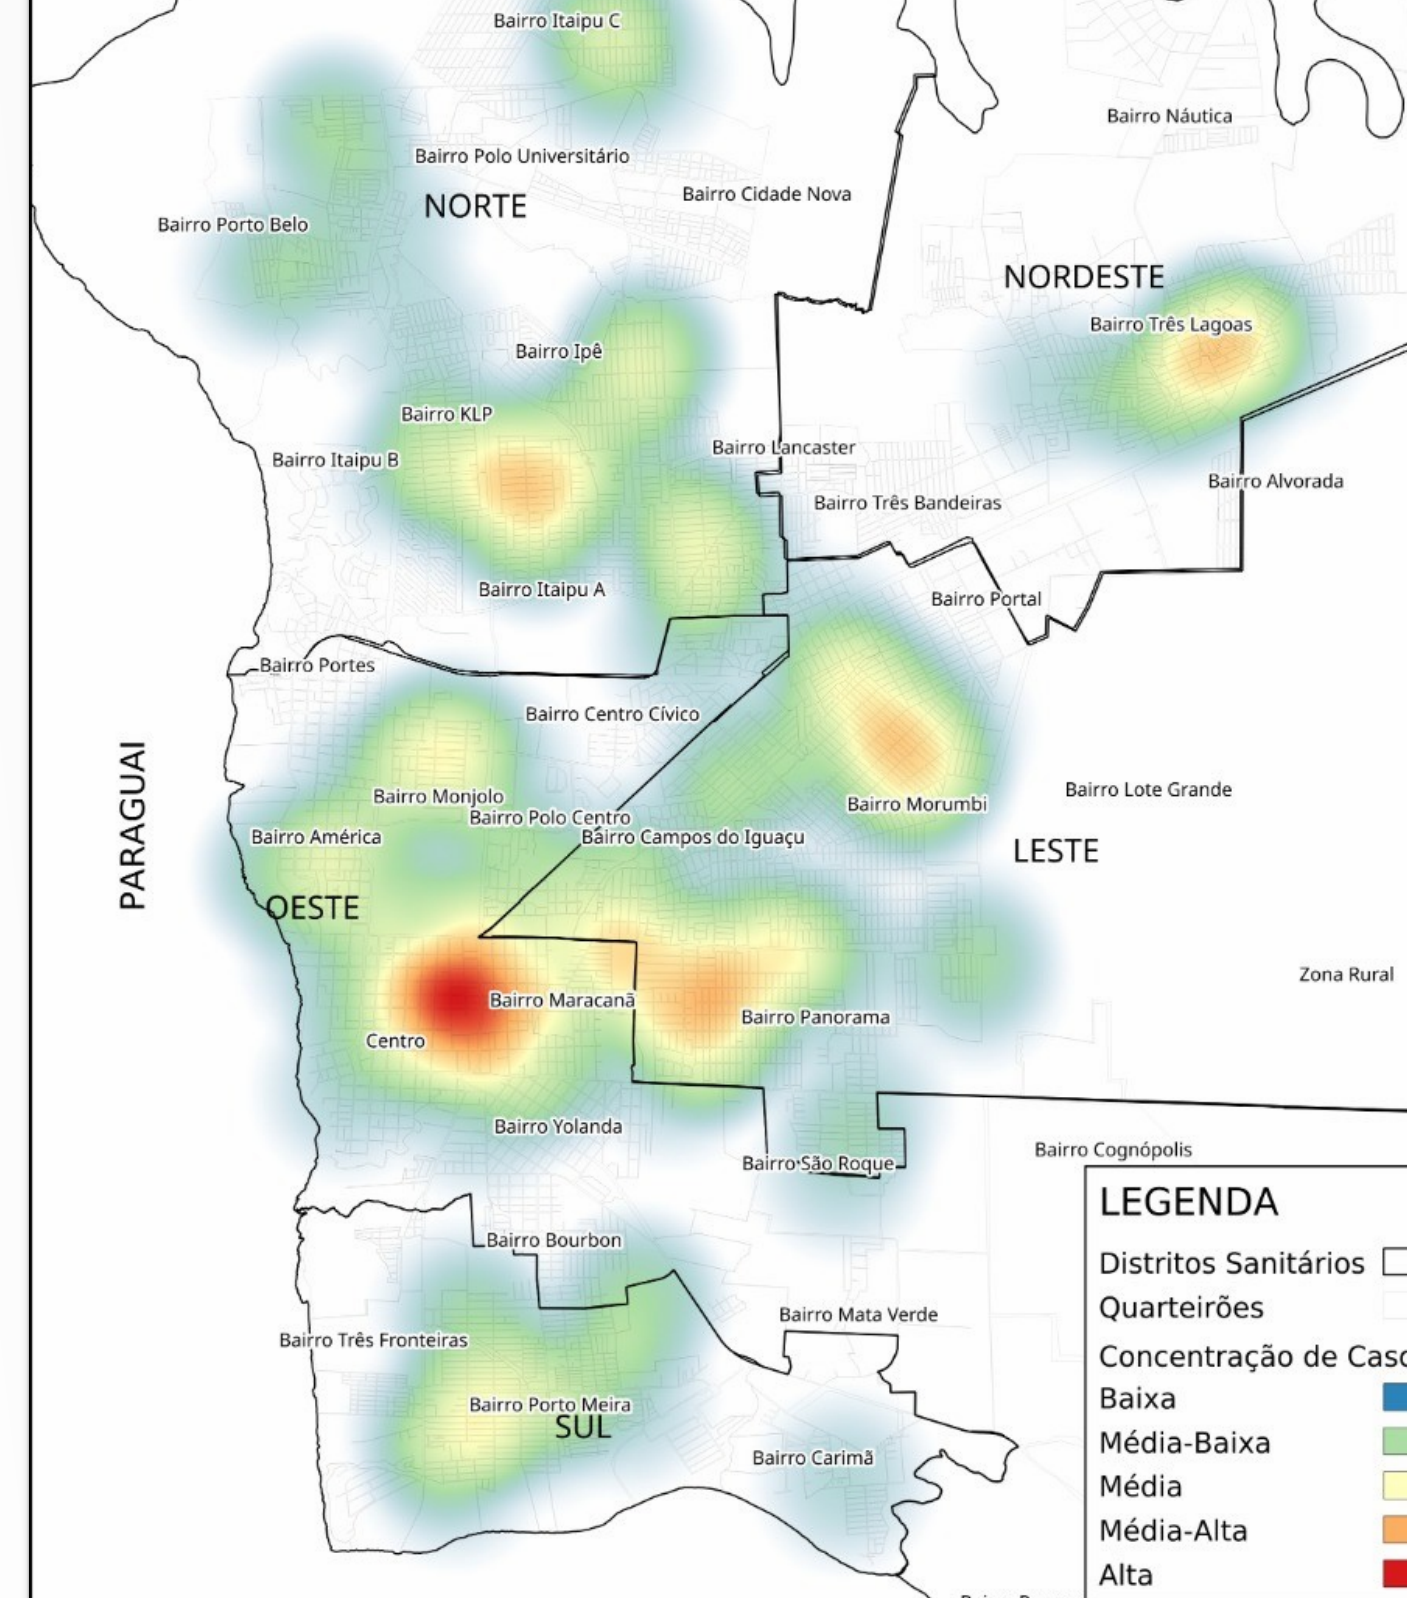 Bairro Itaipu C
Bairro Náutica
Bairro Polo Universitário
Bairro Cidade Nova
NORTE
Bairro Porto Belo
NORDESTE
Bairro Três Lagoas
Bairro Ipê
Bairro KLP
Bairro Lancaster
Bairro Itaipu B
Bairro Alvorada
Bairro Três Bandeiras
Bairro Itaipu A
Bairro Portal
Bairro Portes
Bairro Centro Cívico
PARAGUAI
Bairro Lote Grande
Bairro Monjolo
Bairro Morumbi
Bairro Polo Centro
Bairro América
Bairro Campos do Iguaçu
LESTE
OESTE
Zona Rural
Bairro Maracanã
Bairro Panorama
Centro
Bairro Yolanda
Bairro Cognópolis
Bairro São Roque
LEGENDA
Bairro Bourbon
Distritos Sanitários
Quarteirões
Bairro Mata Verde
Bairro Três Fronteiras
Concentração de Casc
Baixa
Bairro Porto Meira
SUL
Média-Baixa
Bairro Carimã
Média
Média-Alta
Alta